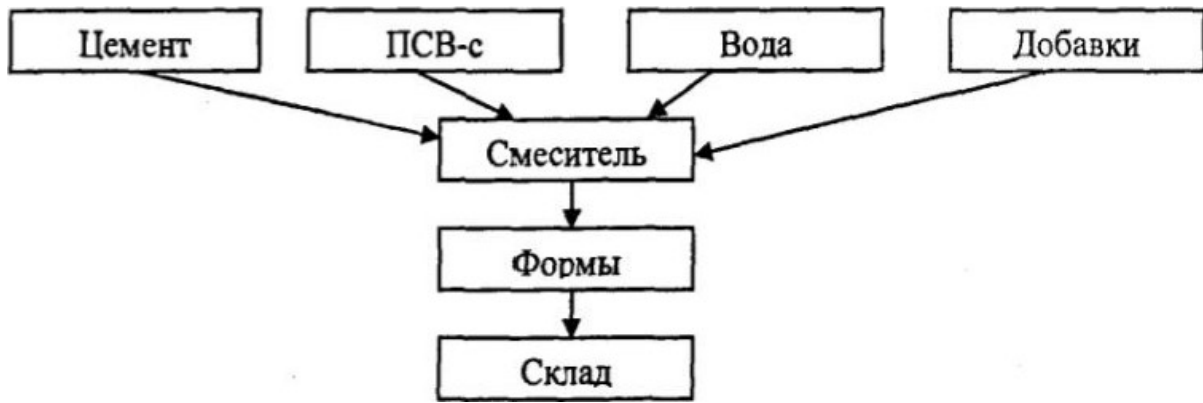 Цемент
ПСВ-с
Вода
Добавки
Смеситель
Формы
Склад